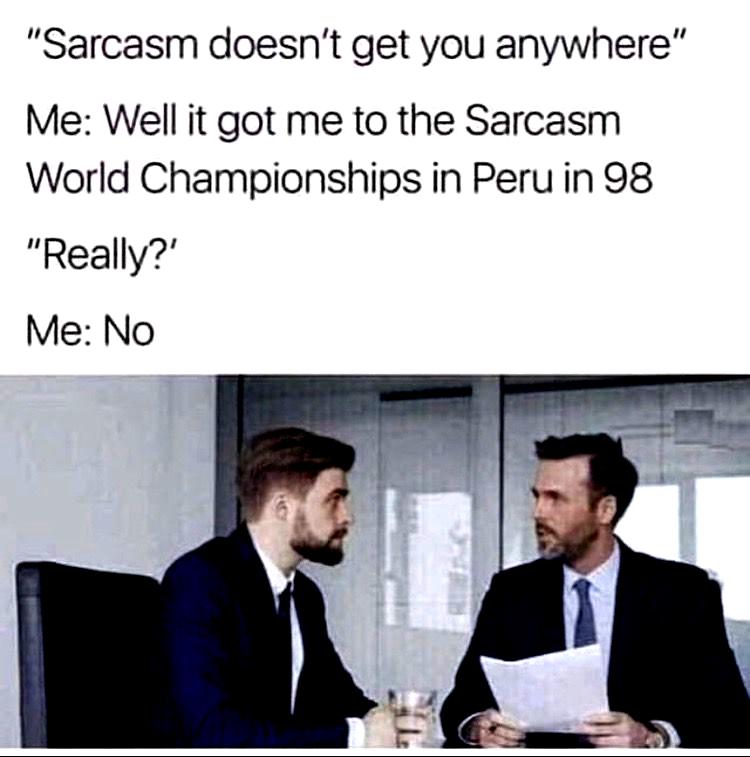 "Sarcasm doesn't get you anywhere"
Me: Well it got me to the Sarcasm
World Championships in Peru in 98
"Really?'
Me: No